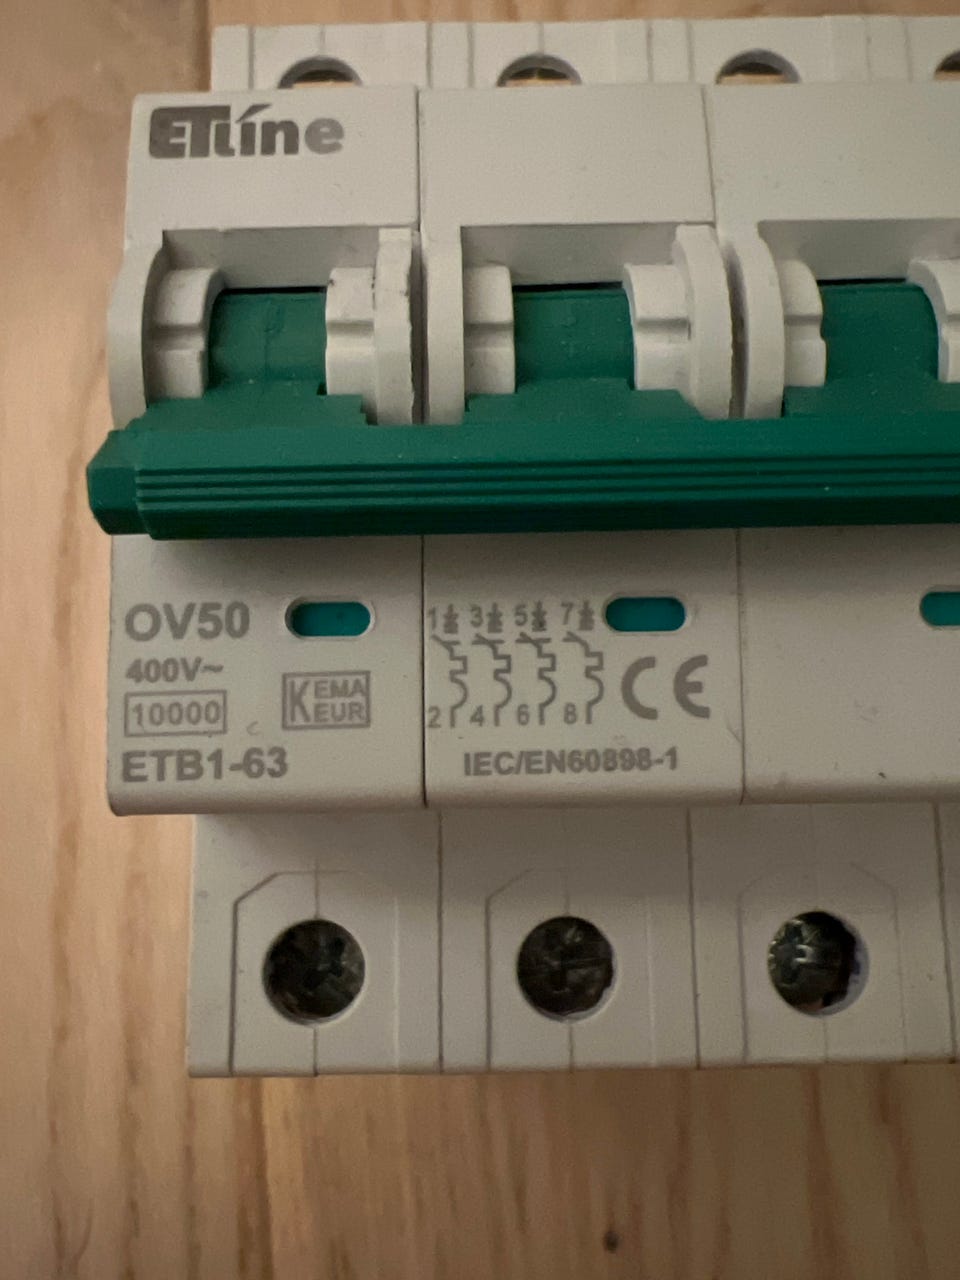 ETLíne
OV50
400V~
10000
KEMA
KEUR
ETB1-63
1 3 5 7
2 4 6 8
CE
IEC/EN60898-1